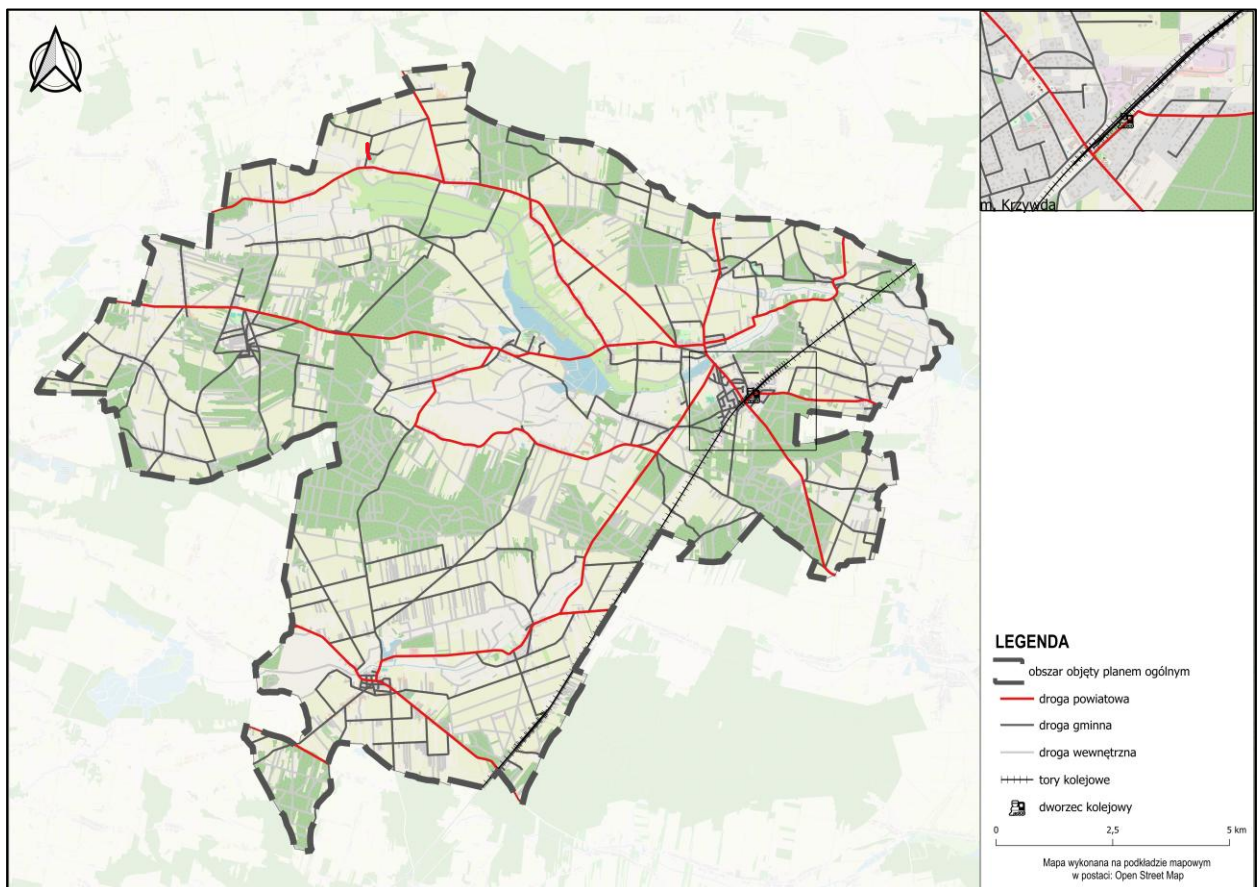 m. Krzywda
LEGENDA
obszar objęty planem ogólnym
droga powiatowa
droga gminna
droga wewnętrzna
tory kolejowe
dworzec kolejowy
0 2,5 5 km
Mapa wykonana na podkładzie mapowym
w postaci: Open Street Map